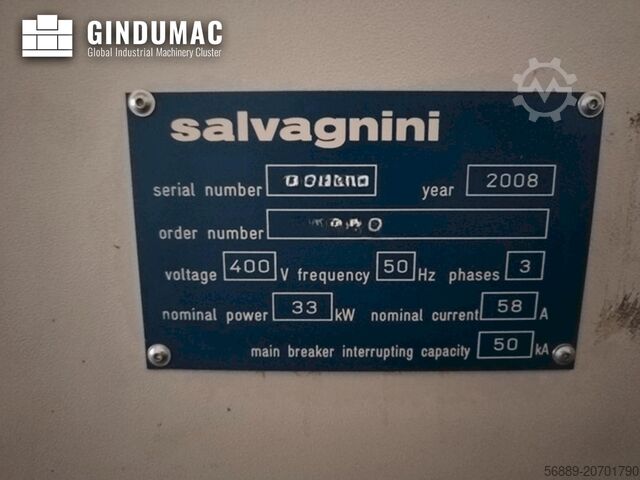 GINDUMAC
Global Industrial Machinery Cluster
salvagnini
serial number year 2008
order number
voltage 400 V frequency 50 Hz phases 3
nominal power 33 kW nominal current 58 A
main breaker interrupting capacity 50 kA
56889-20701790